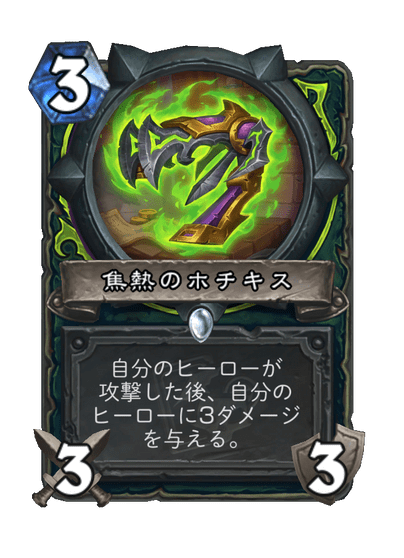 3
焦熱のホチキス
自分のヒーローが
攻撃した後、自分の
ヒーローに3ダメージ
を与える。
3
3